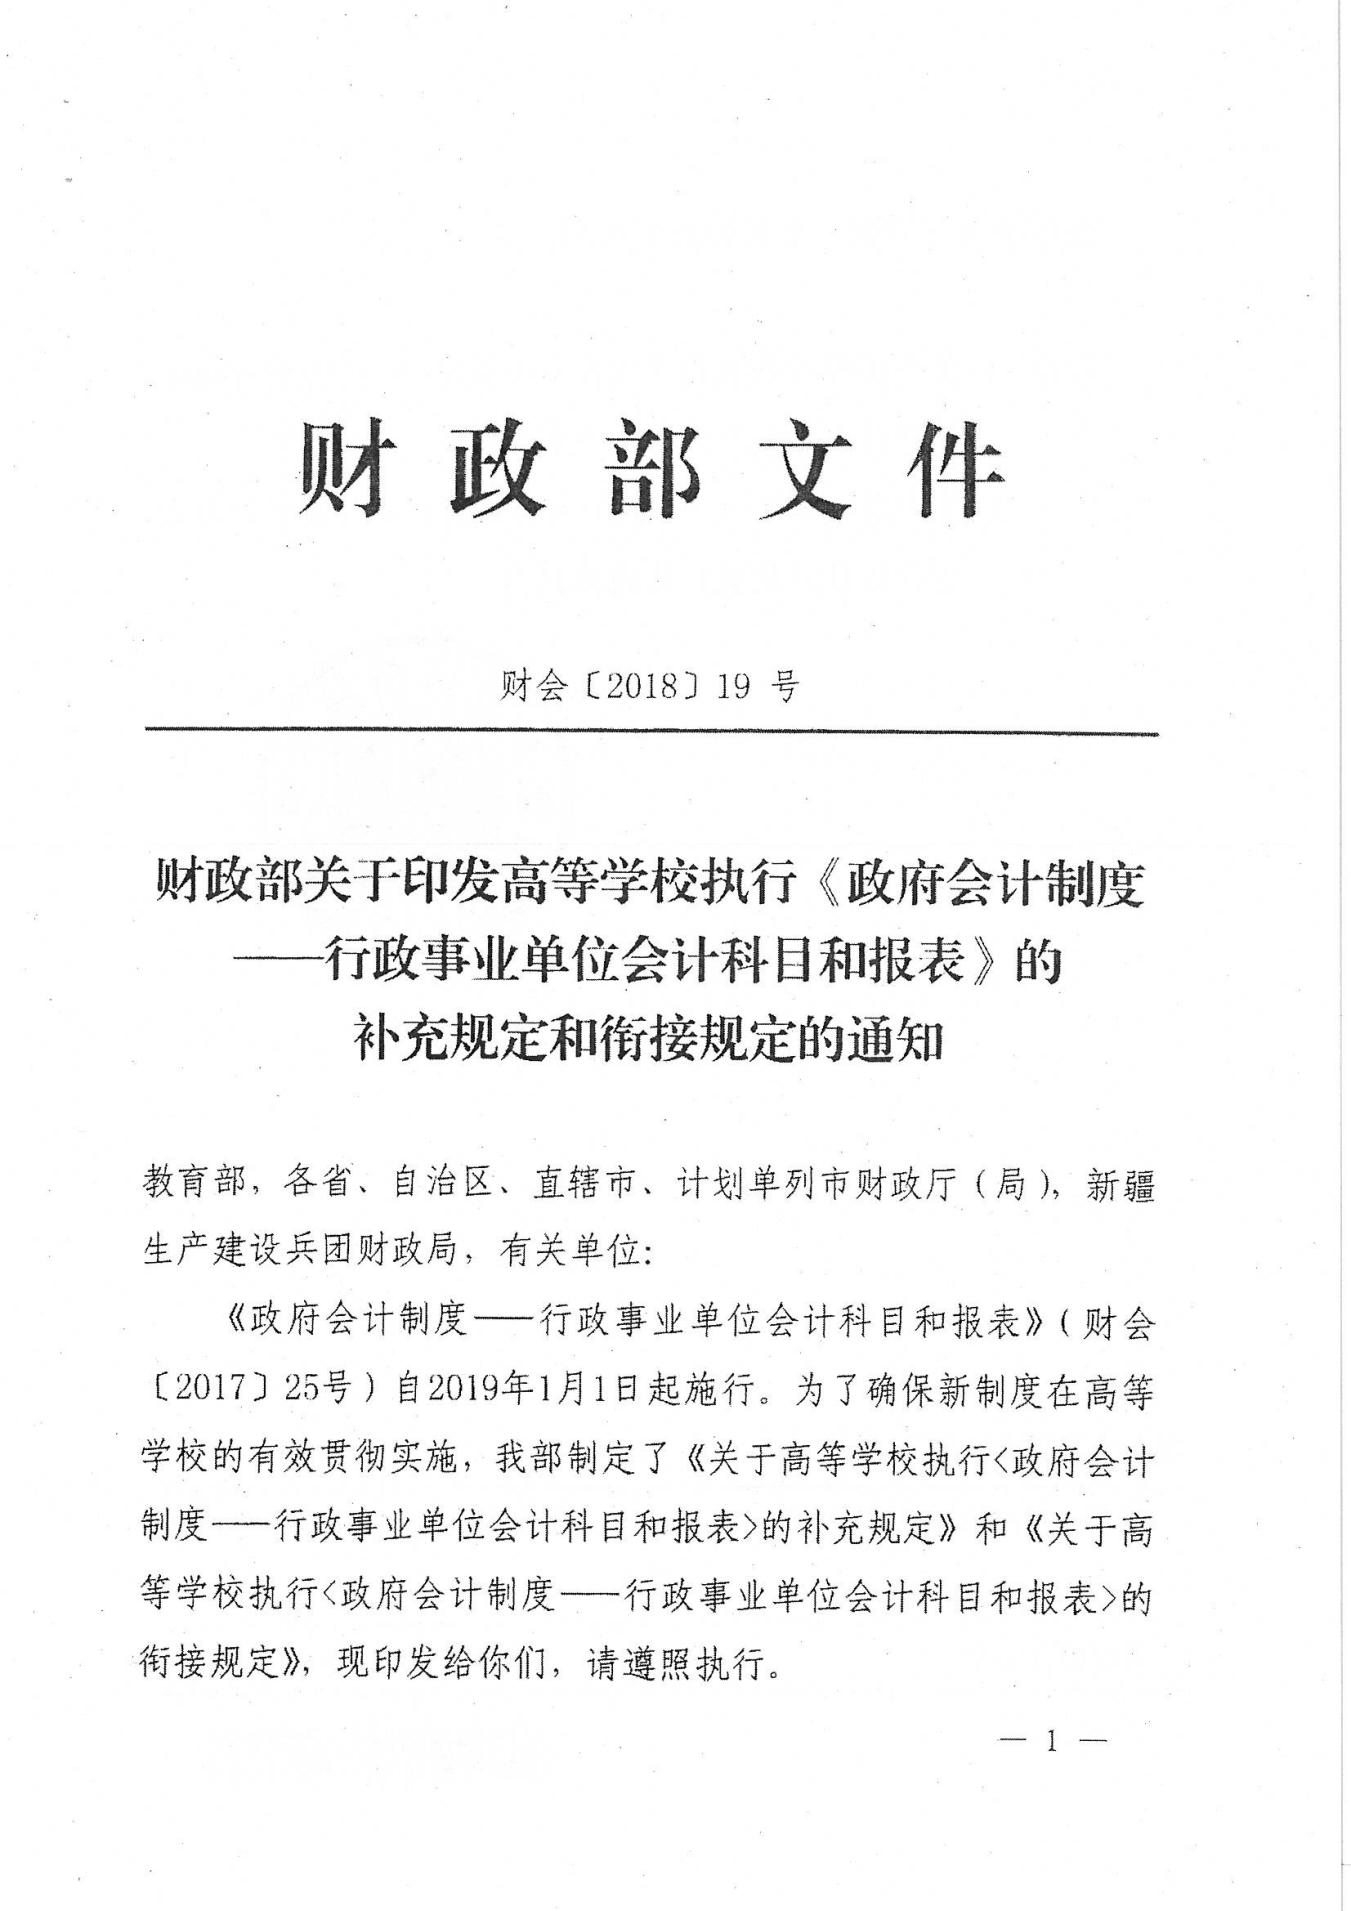 财政部文件
财会〔2018〕19 号
财政部关于印发高等学校执行《政府会计制度
——行政事业单位会计科目和报表》的
补充规定和衔接规定的通知
教育部，各省、自治区、直辖市、计划单列市财政厅（局），新疆
生产建设兵团财政局，有关单位：
《政府会计制度——行政事业单位会计科目和报表》（财会
〔2017〕25号）自2019年1月1日起施行。为了确保新制度在高等
学校的有效贯彻实施，我部制定了《关于高等学校执行<政府会计
制度——行政事业单位会计科目和报表>的补充规定》和《关于高
等学校执行<政府会计制度——行政事业单位会计科目和报表>的
衔接规定》，现印发给你们，请遵照执行。
— 1 —